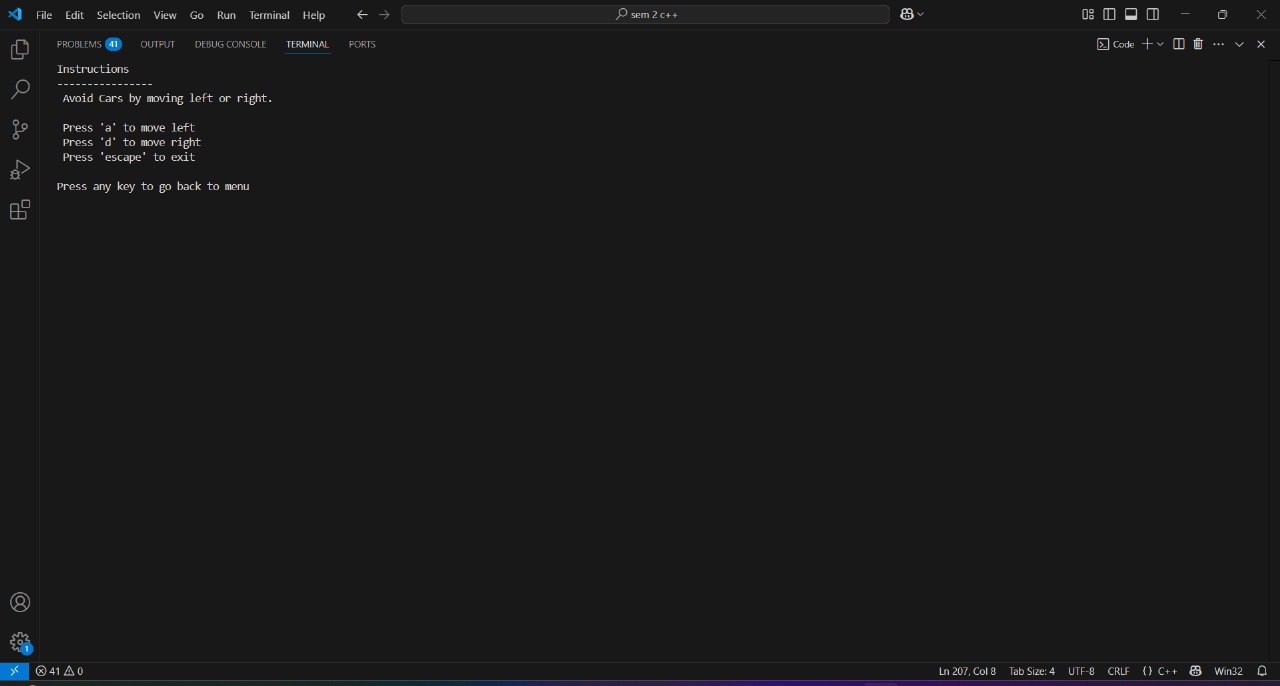 File Edit Selection View Go Run Terminal Help sem 2 c++
PROBLEMS 41 OUTPUT DEBUG CONSOLE TERMINAL PORTS Code
Instructions
----------------
Avoid Cars by moving left or right.
Press 'a' to move left
Press 'd' to move right
Press 'escape' to exit
Press any key to go back to menu
1
41 0 Ln 207, Col 8 Tab Size: 4 UTF-8 CRLF {} C++ Win32